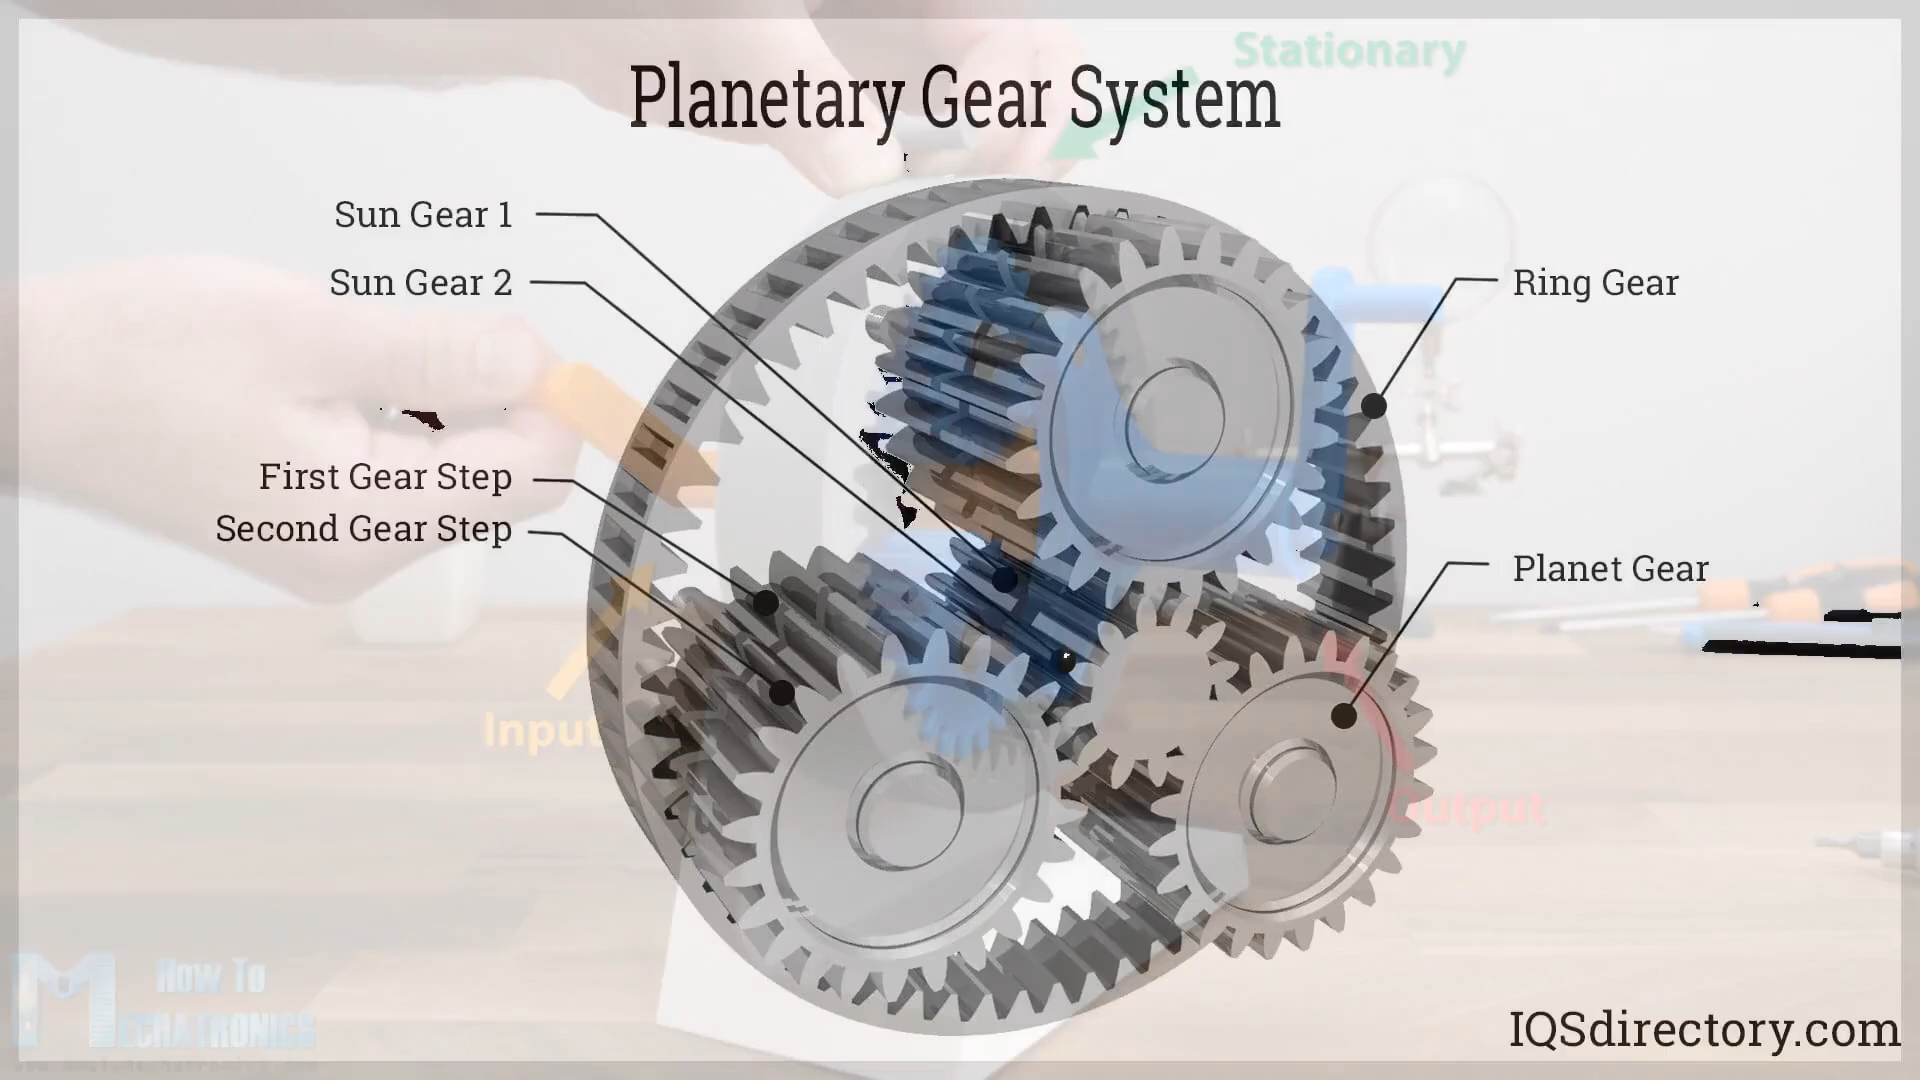 Stationary
Planetary Gear System
Sun Gear 1
Sun Gear 2
Ring Gear
First Gear Step
Second Gear Step
Planet Gear
Input
Output
How To
MECHATRONICS
IQSdirectory.com